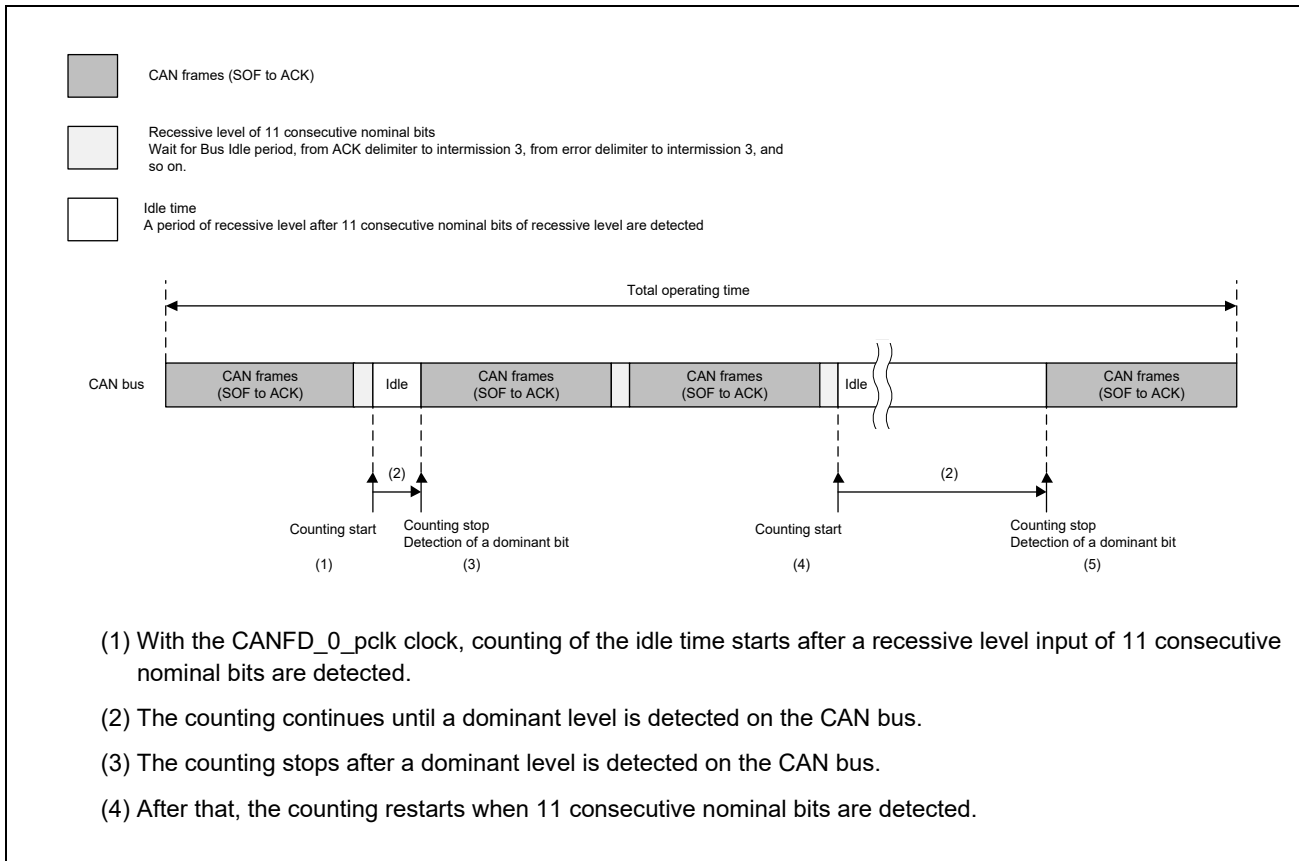 CAN frames (SOF to ACK)
Recessive level of 11 consecutive nominal bits
Wait for Bus Idle period, from ACK delimiter to intermission 3, from error delimiter to intermission 3, and
so on.
Idle time
A period of recessive level after 11 consecutive nominal bits of recessive level are detected
Total operating time
CAN bus
CAN frames
(SOF to ACK)
Idle
CAN frames
(SOF to ACK)
CAN frames
(SOF to ACK)
Idle
CAN frames
(SOF to ACK)
(2)
(2)
Counting start
Counting stop
Detection of a dominant bit
Counting start
Counting stop
Detection of a dominant bit
(1)
(3)
(4)
(5)
(1) With the CANFD_0_pclk clock, counting of the idle time starts after a recessive level input of 11 consecutive
nominal bits are detected.
(2) The counting continues until a dominant level is detected on the CAN bus.
(3) The counting stops after a dominant level is detected on the CAN bus.
(4) After that, the counting restarts when 11 consecutive nominal bits are detected.